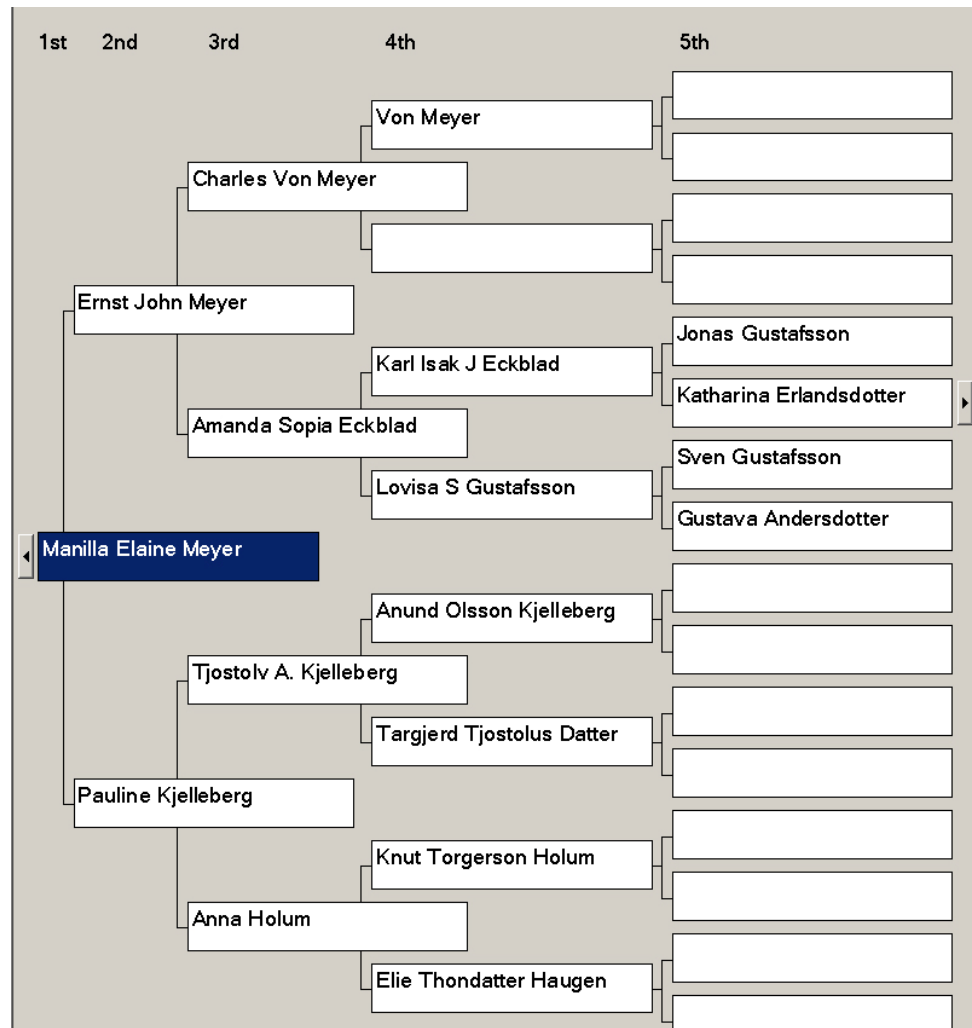 1st 2nd 3rd 4th 5th
Von Meyer
Charles Von Meyer
Ernst John Meyer
Jonas Gustafsson
Karl Isak J Eckblad
Katharina Erlandsdotter
Amanda Sopia Eckblad
Sven Gustafsson
Lovisa S Gustafsson
Gustava Andersdotter
Manilla Elaine Meyer
Anund Olsson Kjelleberg
Tjostolv A. Kjelleberg
Targjerd Tjostolus Datter
Pauline Kjelleberg
Knut Torgerson Holum
Anna Holum
Elie Thondatter Haugen